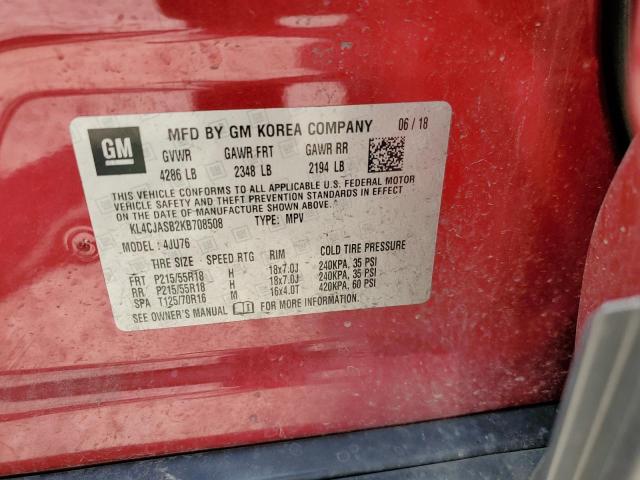 GM
MFD BY GM KOREA COMPANY 06 / 18
GVWR GAWR FRT GAWR RR
4286 LB 2348 LB 2194 LB
THIS VEHICLE CONFORMS TO ALL APPLICABLE U.S. FEDERAL MOTOR
VEHICLE SAFETY AND THEFT PREVENTION STANDARDS IN EFFECT
ON THE DATE OF MANUFACTURE SHOWN ABOVE.
KL4CJASB2KB708508 TYPE: MPV
MODEL: 4JU76
TIRE SIZE SPEED RTG RIM COLD TIRE PRESSURE
FRT P215/55R18 H 18x7.0J 240KPA, 35 PSI
RR P215/55R18 H 18x7.0J 240KPA, 35 PSI
SPA T125/70R16 M 16x4.0T 420KPA, 60 PSI
SEE OWNER'S MANUAL FOR MORE INFORMATION.